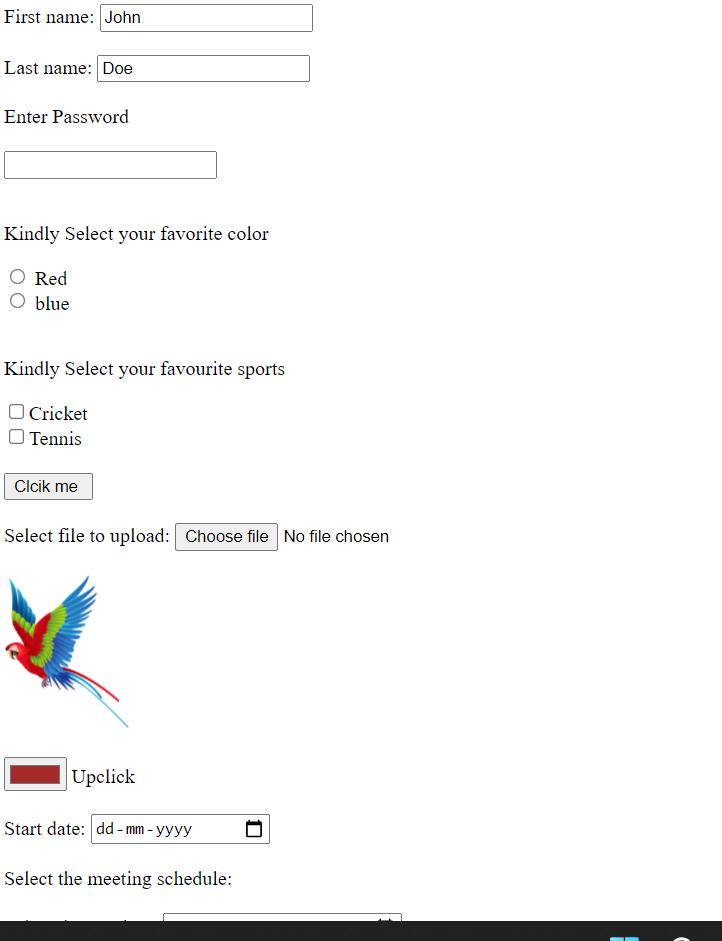 First name: John
Last name: Doe
Enter Password
Kindly Select your favorite color
Red
blue
Kindly Select your favourite sports
Cricket
Tennis
Clcik me
Select file to upload: Choose file No file chosen
Upclick
Start date: dd-mm-yyyy
Select the meeting schedule: